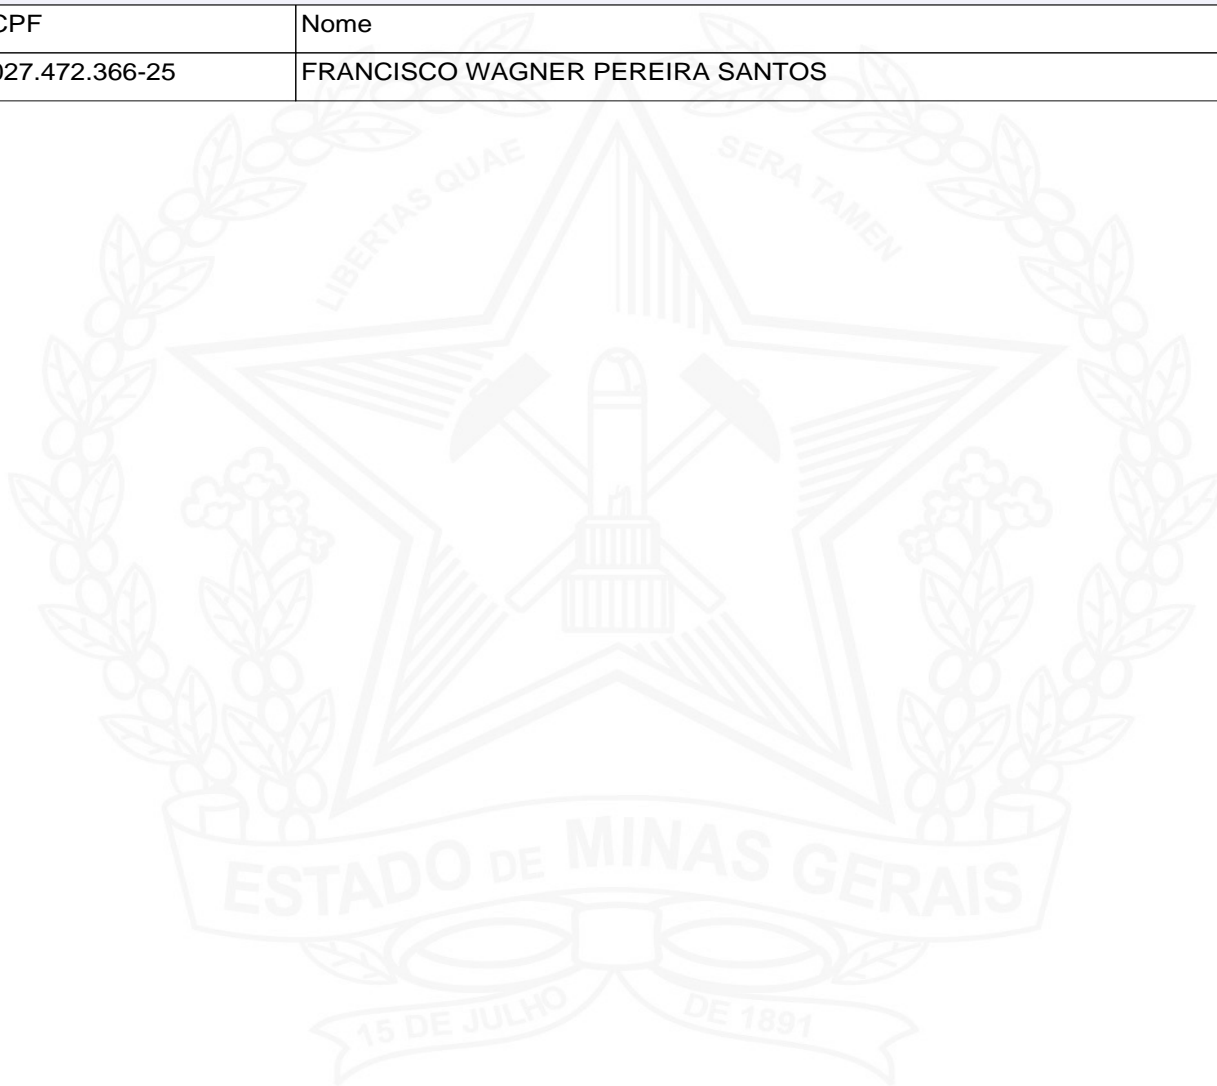 CPF Nome
027.472.366-25 FRANCISCO WAGNER PEREIRA SANTOS
LIBERTAS QUAE SERA TAMEN
ESTADO DE MINAS GERAIS
15 DE JULHO DE 1891